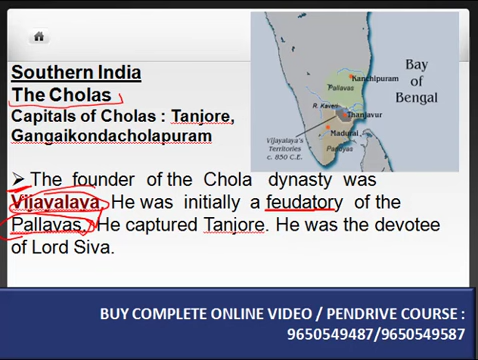 Southern India
The Cholas
Capitals of Cholas : Tanjore,
Gangaikondacholapuram
Kanchipuram
Pallavas
Bay
of
Bengal
R. Kaveri
Thanjavur
Vijayalaya's
Territories
c. 850 C.E.
Madurai
Pandyas
➤ The founder of the Chola dynasty was
Vijayalaya. He was initially a feudatory of the
Pallavas. He captured Tanjore. He was the devotee
of Lord Siva.
BUY COMPLETE ONLINE VIDEO / PENDRIVE COURSE :
9650549487/9650549587